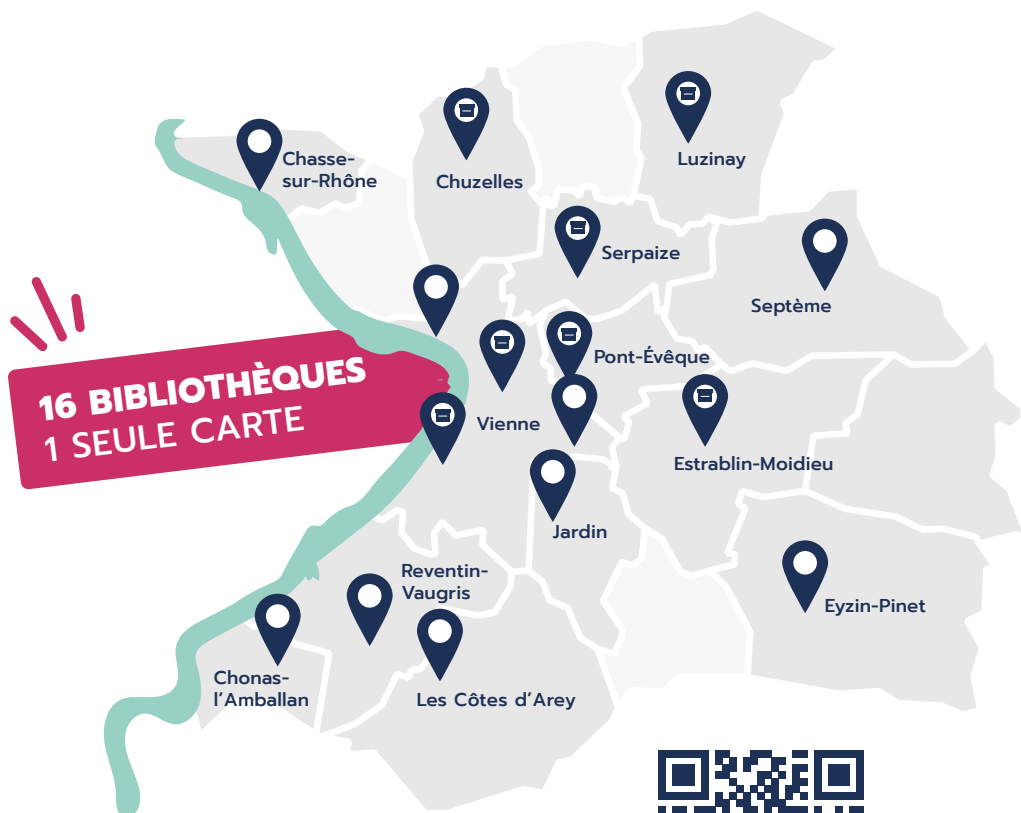 Chasse-
sur-Rhône
Chuzelles
Luzinay
Serpaize
Septème
16 BIBLIOTHÈQUES
1 SEULE CARTE
Pont-Évêque
Vienne
Estrablin-Moidieu
Jardin
Reventin-
Vaugris
Eyzin-Pinet
Chonas-
l'Amballan
Les Côtes d'Arey